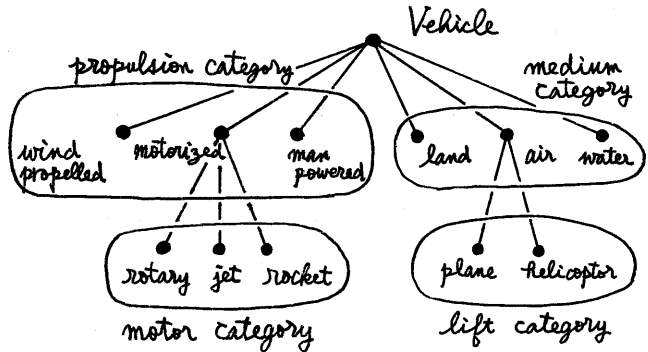 Vehicle
propulsion category
medium
category
wind
propelled
motorized
man
powered
land
air
water
rotary
jet
rocket
plane
helicoptor
motor category
lift category